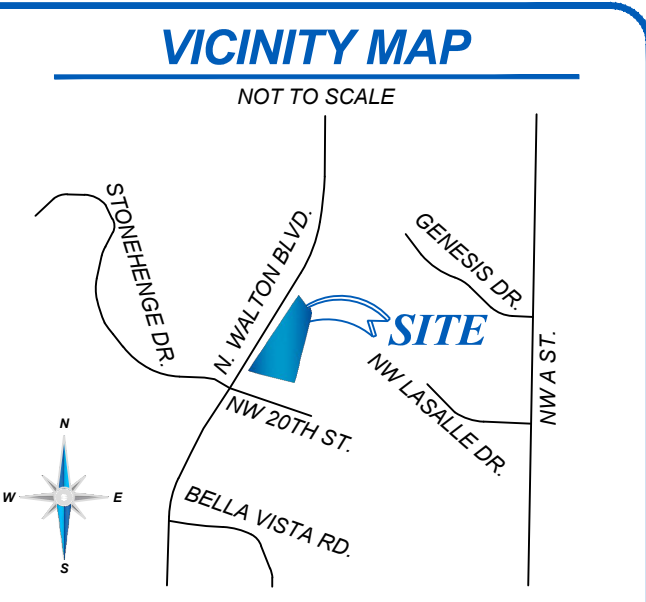 VICINITY MAP
NOT TO SCALE
STONEHENGE DR.
N. WALTON BLVD.
GENESIS DR.
SITE
NW A ST.
NW LASALLE DR.
NW 20TH ST.
BELLA VISTA RD.
N
W
E
S